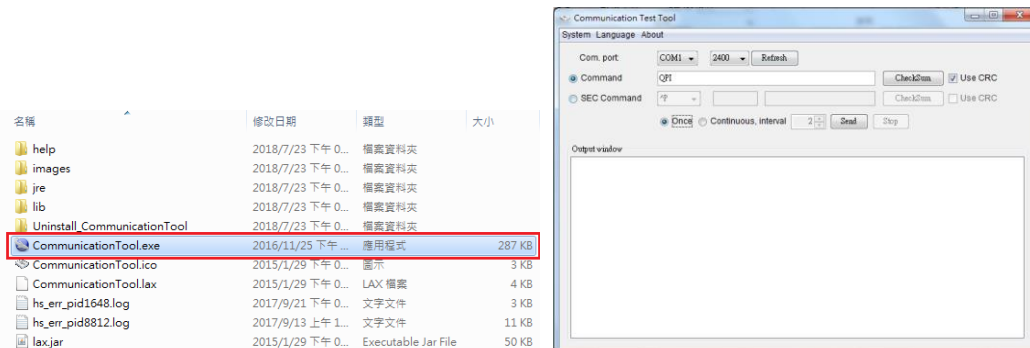 名稱 修改日期 類型 大小
help 2018/7/23 下午 0... 檔案資料夾
images 2018/7/23 下午 0... 檔案資料夾
jre 2018/7/23 下午 0... 檔案資料夾
lib 2018/7/23 下午 0... 檔案資料夾
Uninstall_CommunicationTool 2018/7/23 下午 0... 檔案資料夾
CommunicationTool.exe 2016/11/25 下午 ... 應用程式 287 KB
CommunicationTool.ico 2015/1/29 下午 0... 圖示 3 KB
CommunicationTool.lax 2015/1/29 下午 0... LAX 檔案 4 KB
hs_err_pid1648.log 2017/9/21 下午 0... 文字文件 3 KB
hs_err_pid8812.log 2017/9/13 上午 1... 文字文件 11 KB
lax.jar 2015/1/29 下午 0... Executable Jar File 50 KB
Communication Test Tool
System Language About
Com. port: COM1 2400 Refresh
Command QPI CheckSum Use CRC
SEC Command ^P CheckSum Use CRC
Once Continuous, interval 2 Send Stop
Output window